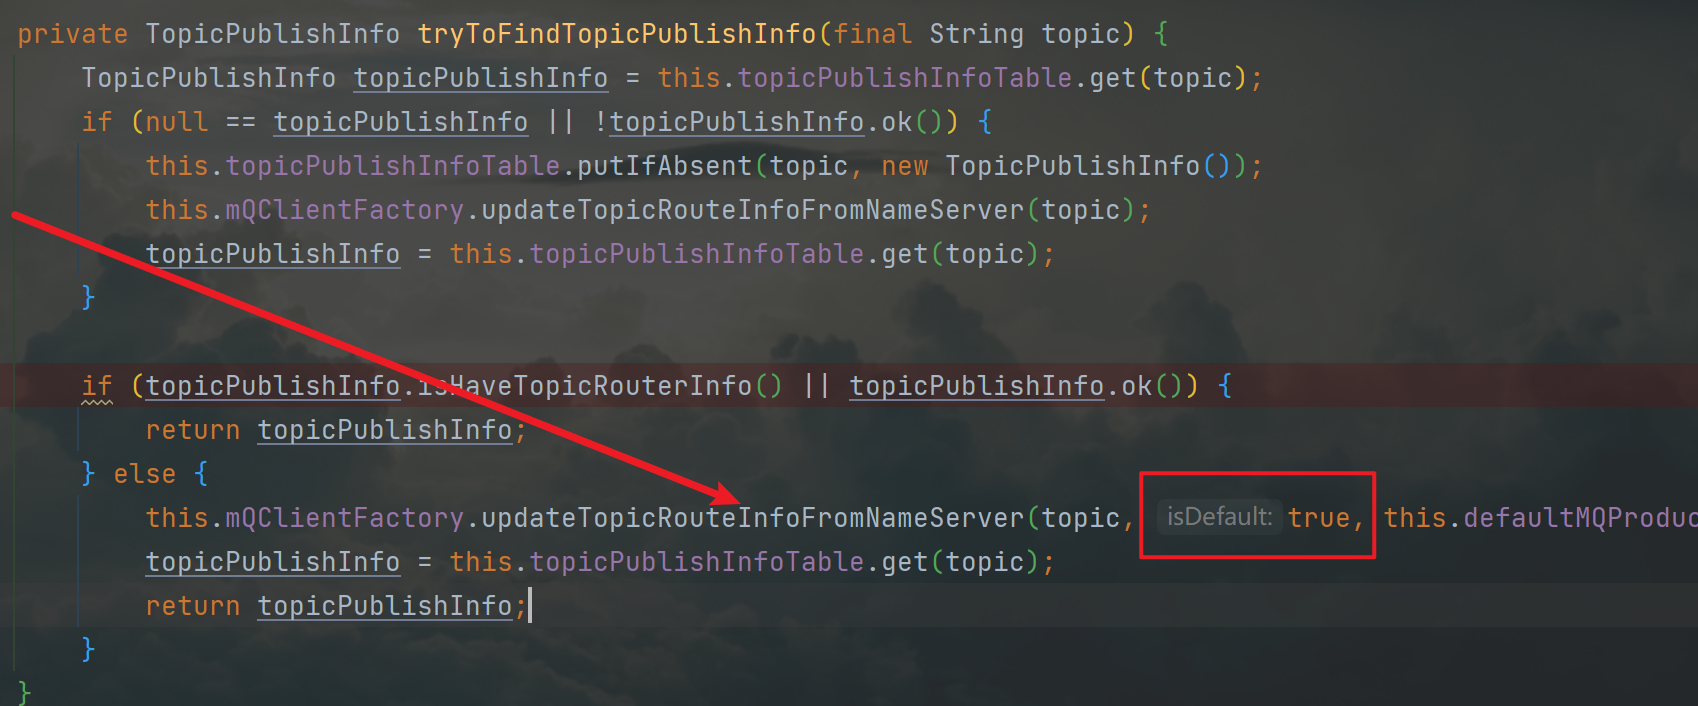 private TopicPublishInfo tryToFindTopicPublishInfo(final String topic) {
TopicPublishInfo topicPublishInfo = this.topicPublishInfoTable.get(topic);
if (null == topicPublishInfo || !topicPublishInfo.ok()) {
this.topicPublishInfoTable.putIfAbsent(topic, new TopicPublishInfo());
this.mQClientFactory.updateTopicRouteInfoFromNameServer(topic);
topicPublishInfo = this.topicPublishInfoTable.get(topic);
}
if (topicPublishInfo.isHaveTopicRouterInfo() || topicPublishInfo.ok()) {
return topicPublishInfo;
} else {
this.mQClientFactory.updateTopicRouteInfoFromNameServer(topic, isDefault: true, this.defaultMQProduc
topicPublishInfo = this.topicPublishInfoTable.get(topic);
return topicPublishInfo;
}
}